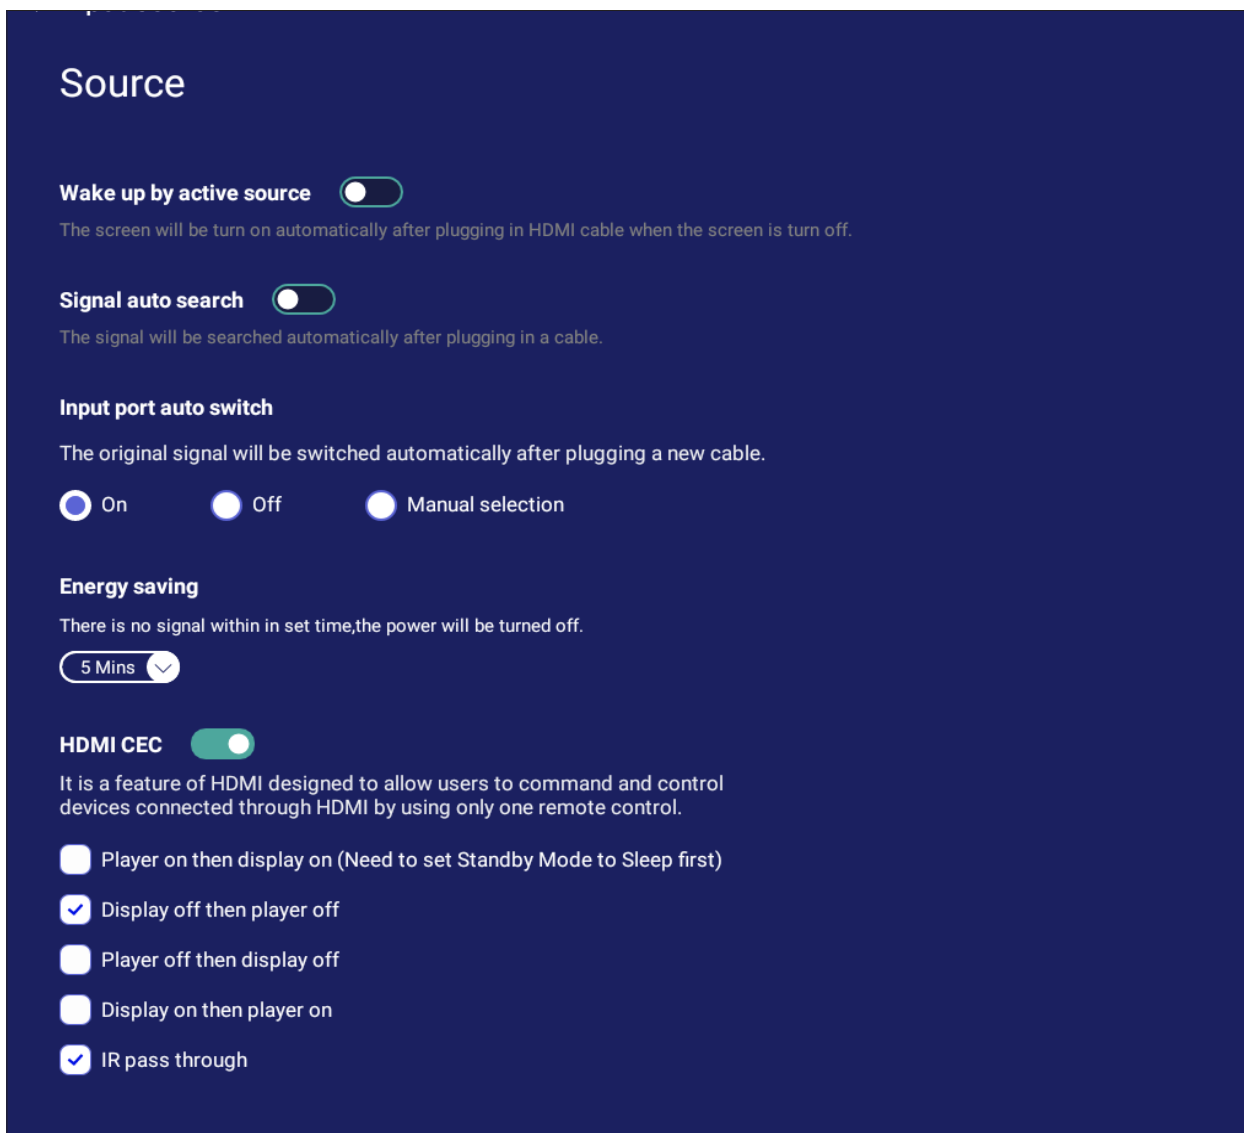 Source
Wake up by active source
The screen will be turn on automatically after plugging in HDMI cable when the screen is turn off.
Signal auto search
The signal will be searched automatically after plugging in a cable.
Input port auto switch
The original signal will be switched automatically after plugging a new cable.
On Off Manual selection
Energy saving
There is no signal within in set time,the power will be turned off.
5 Mins
HDMI CEC
It is a feature of HDMI designed to allow users to command and control
devices connected through HDMI by using only one remote control.
Player on then display on (Need to set Standby Mode to Sleep first)
Display off then player off
Player off then display off
Display on then player on
IR pass through